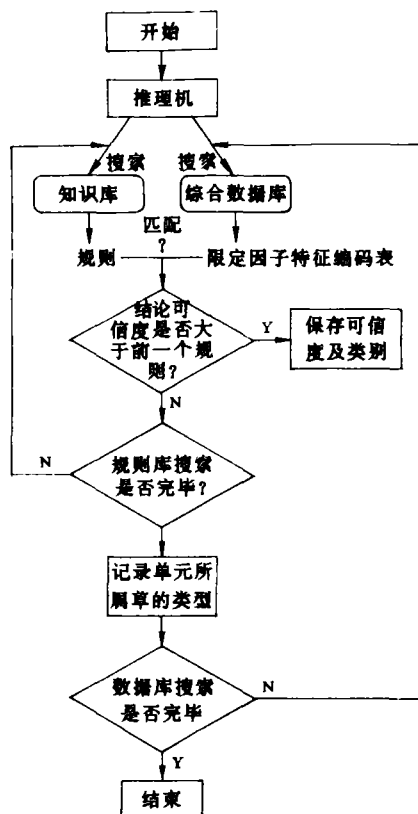 开始
推理机
搜索 搜索
知识库 综合数据库
匹配
?
规则 限定因子特征编码表
结论可
信度是否大
于前一个规
则?
Y
保存可信
度及类别
N
N
规则库搜索
是否完毕?
记录单元所
属草的类型
数据库搜索
是否完毕
N
Y
结束